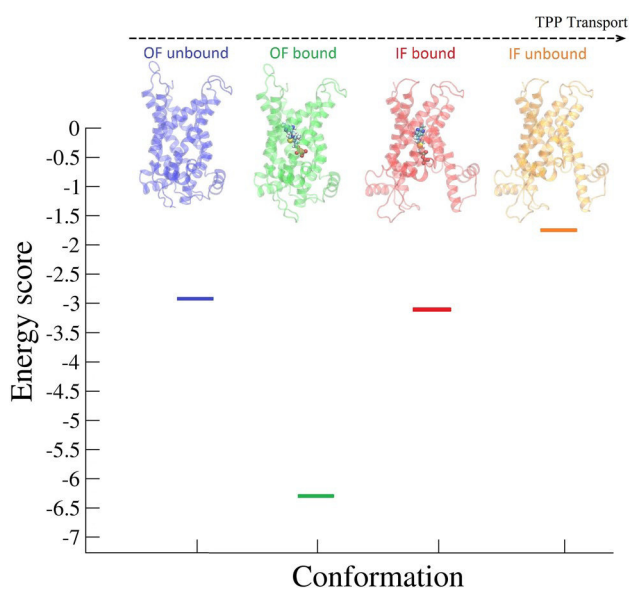 TPP Transport
OF unbound
OF bound
IF bound
IF unbound
0
-0.5
-1
-1.5
-2
-2.5
-3
-3.5
-4
-4.5
-5
-5.5
-6
-6.5
-7
Energy score
Conformation